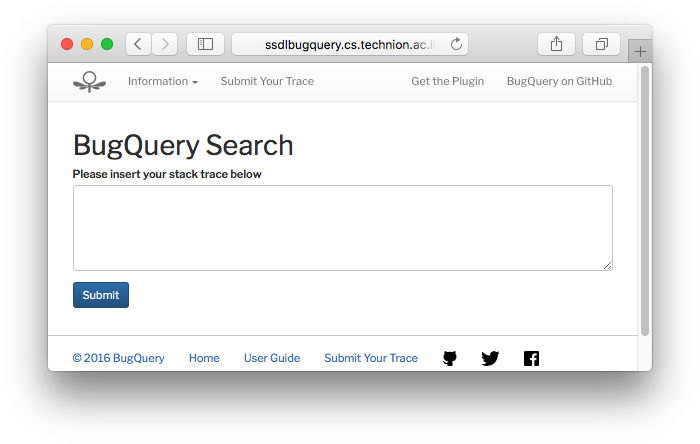 ssdlbugquery.cs.technion.ac.i
Information
Submit Your Trace
Get the Plugin
BugQuery on GitHub
BugQuery Search
Please insert your stack trace below
Submit
© 2016 BugQuery
Home
User Guide
Submit Your Trace